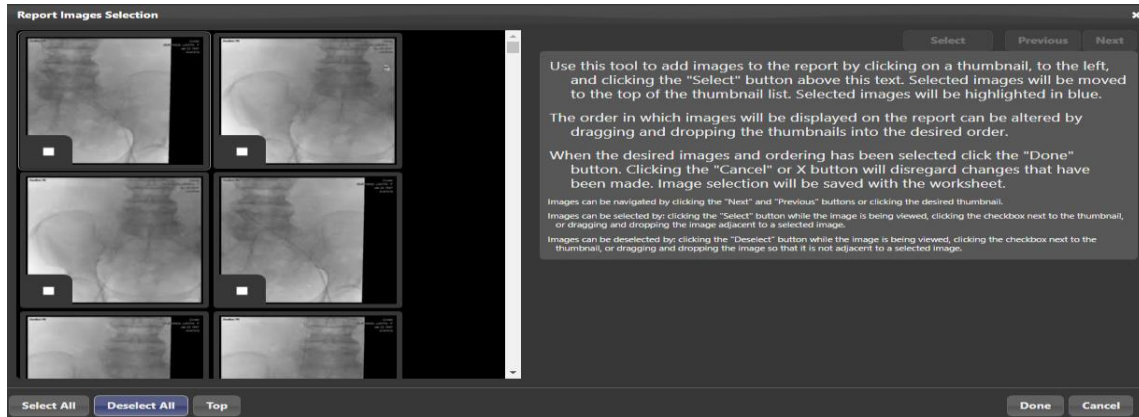 Report Images Selection
Select Previous Next
Use this tool to add images to the report by clicking on a thumbnail, to the left,
and clicking the "Select" button above this text. Selected images will be moved
to the top of the thumbnail list. Selected images will be highlighted in blue.
The order in which images will be displayed on the report can be altered by
dragging and dropping the thumbnails into the desired order.
When the desired images and ordering has been selected click the "Done"
button. Clicking the "Cancel" or X button will disregard changes that have
been made. Image selection will be saved with the worksheet.
Images can be navigated by clicking the "Next" and "Previous" buttons or clicking the desired thumbnail.
Images can be selected by: clicking the "Select" button while the image is being viewed, clicking the checkbox next to the thumbnail,
or dragging and dropping the image adjacent to a selected image.
Images can be deselected by: clicking the "Deselect" button while the image is being viewed, clicking the checkbox next to the
thumbnail, or dragging and dropping the image so that it is not adjacent to a selected image.
Select All Deselect All Top Done Cancel